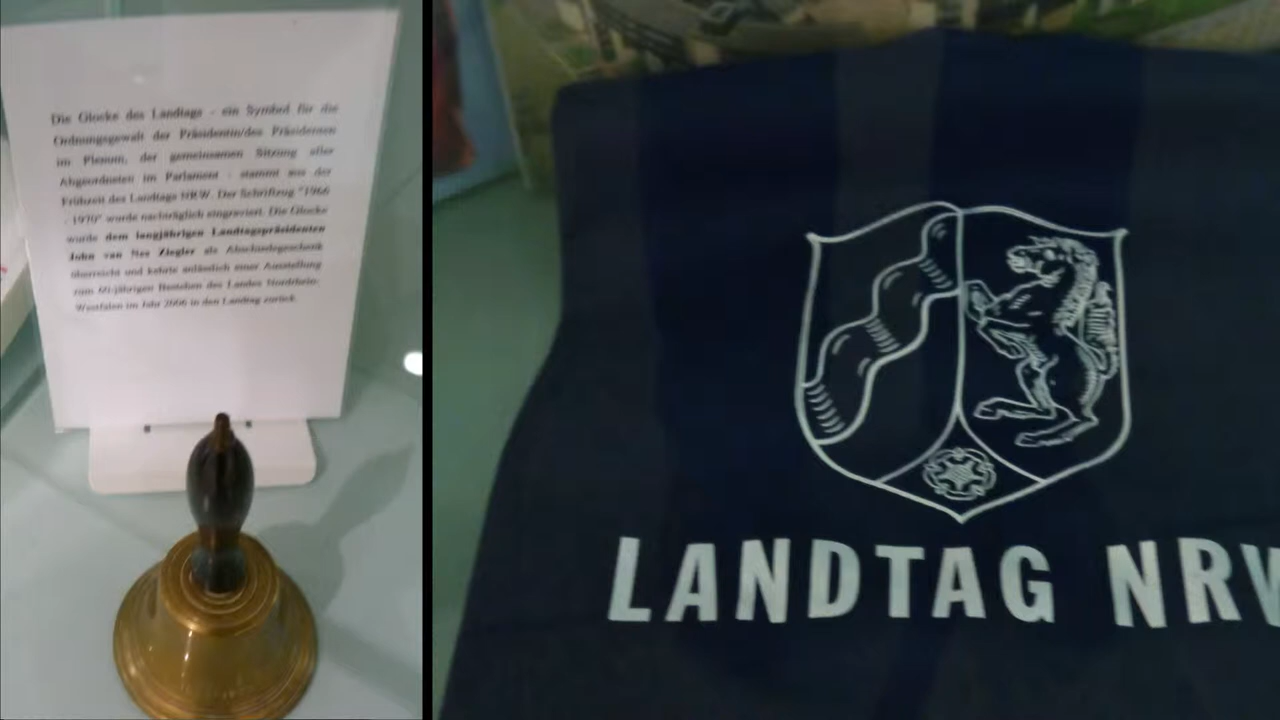 Die Glocke des Landtags - ein Symbol für die
Ordnungsgewalt der Präsidentin/des Präsidenten
im Plenum, der gemeinsamen Sitzung aller
Abgeordneten im Parlament - stammt aus der
Frühzeit des Landtags NRW. Der Schriftzug "1966
- 1970" wurde nachträglich eingraviert. Die Glocke
wurde dem langjährigen Landtagspräsidenten
John van Nes Ziegler als Abschiedsgeschenk
überreicht und kehrte anlässlich einer Ausstellung
zum 60-jährigen Bestehen des Landes Nordrhein-
Westfalen im Jahr 2006 in den Landtag zurück.
LANDTAG NRW